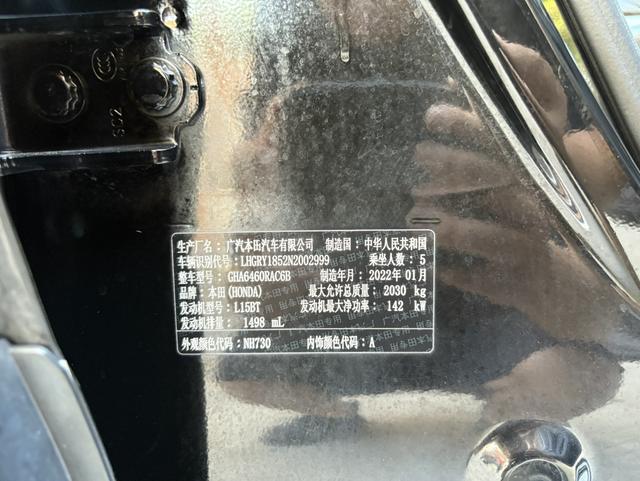 SC2
生产厂名：广汽本田汽车有限公司 制造国：中华人民共和国
车辆识别代号：LHGRY1852N2002999 乘坐人数：5
整车型号：GHA6460RAC6B 制造年月：2022年01月
品牌：本田(HONDA) 最大允许总质量：2030 kg
发动机型号：L15BT 发动机最大净功率：142 kW
发动机排量：1498 mL
外观颜色代码：NH730 内饰颜色代码：A